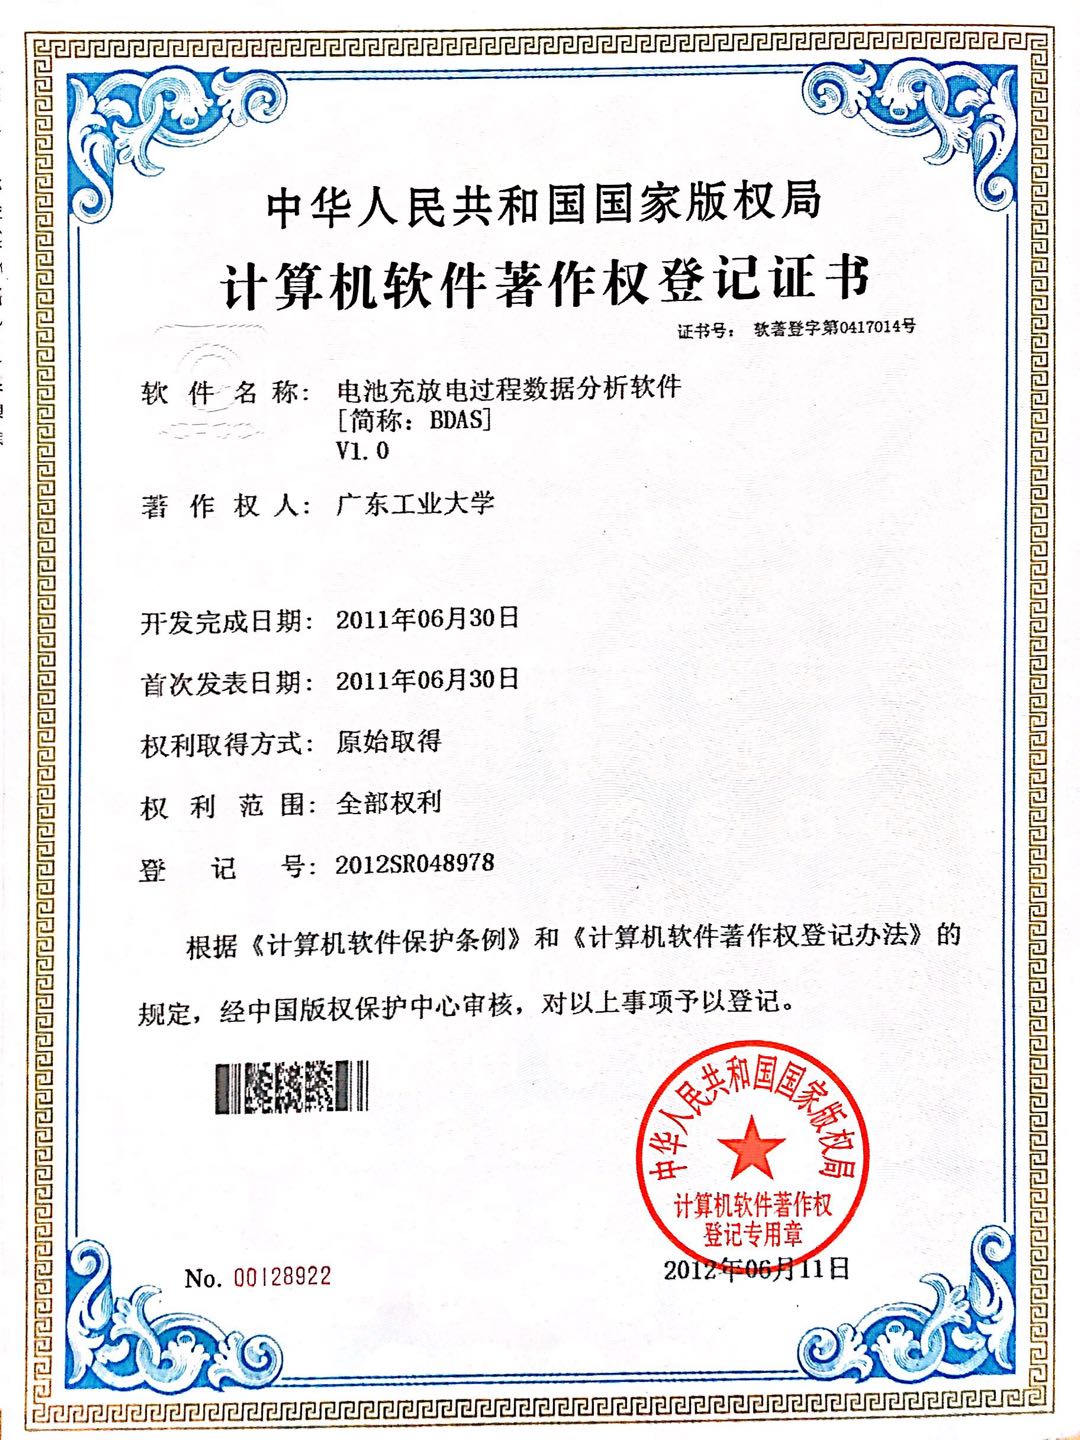 中华人民共和国国家版权局
计算机软件著作权登记证书
证书号： 软著登字第0417014号
软件名称： 电池充放电过程数据分析软件
[简称：BDAS]
V1.0
著作权人： 广东工业大学
开发完成日期： 2011年06月30日
首次发表日期： 2011年06月30日
权利取得方式： 原始取得
权利范围： 全部权利
登记号： 2012SR048978
根据《计算机软件保护条例》和《计算机软件著作权登记办法》的
规定，经中国版权保护中心审核，对以上事项予以登记。
中华人民共和国国家版权局
计算机软件著作权
登记专用章
No. 00128922
2012年06月11日